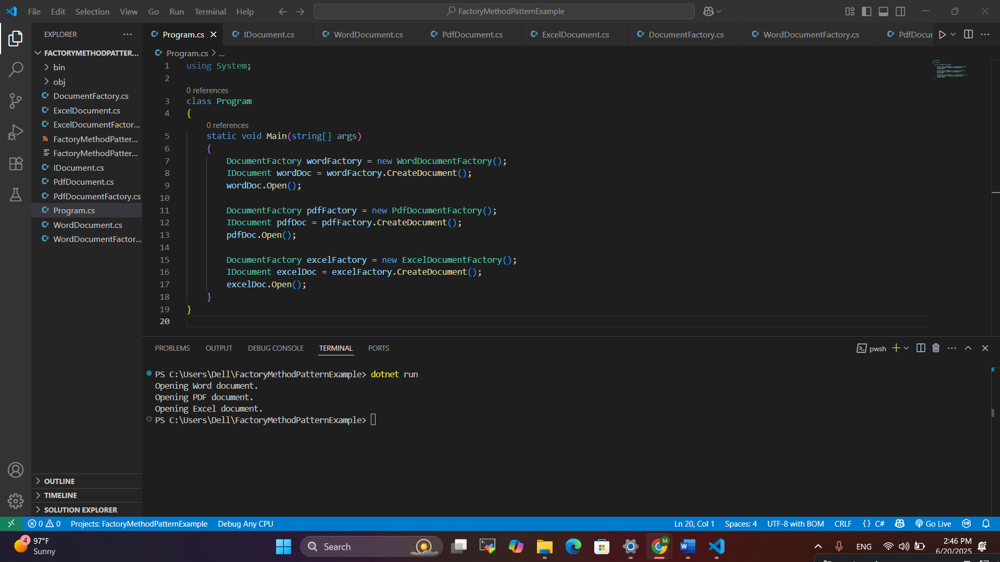 File Edit Selection View Go Run Terminal Help
FactoryMethodPatternExample
EXPLORER
FACTORYMETHODPATTER...
bin
obj
DocumentFactory.cs
ExcelDocument.cs
ExcelDocumentFactor...
FactoryMethodPatter...
FactoryMethodPatter...
IDocument.cs
PdfDocument.cs
PdfDocumentFactory.cs
Program.cs
WordDocument.cs
WordDocumentFactor...
OUTLINE
TIMELINE
SOLUTION EXPLORER
Program.cs IDocument.cs WordDocument.cs PdfDocument.cs ExcelDocument.cs DocumentFactory.cs WordDocumentFactory.cs PdfDocur
Program.cs > ...
1 using System;
2
0 references
3 class Program
4 {
0 references
5 static void Main(string[] args)
6 {
7 DocumentFactory wordFactory = new WordDocumentFactory();
8 IDocument wordDoc = wordFactory.CreateDocument();
9 wordDoc.Open();
10
11 DocumentFactory pdfFactory = new PdfDocumentFactory();
12 IDocument pdfDoc = pdfFactory.CreateDocument();
13 pdfDoc.Open();
14
15 DocumentFactory excelFactory = new ExcelDocumentFactory();
16 IDocument excelDoc = excelFactory.CreateDocument();
17 excelDoc.Open();
18 }
19 }
20
PROBLEMS OUTPUT DEBUG CONSOLE TERMINAL PORTS
pwsh
PS C:\Users\Dell\FactoryMethodPatternExample> dotnet run
Opening Word document.
Opening PDF document.
Opening Excel document.
PS C:\Users\Dell\FactoryMethodPatternExample>
0 0 Projects: FactoryMethodPatternExample Debug Any CPU
Ln 20, Col 1 Spaces: 4 UTF-8 with BOM CRLF {} C# Go Live
4 97°F
Sunny
Search
M
W
ENG
2:46 PM
6/20/2025